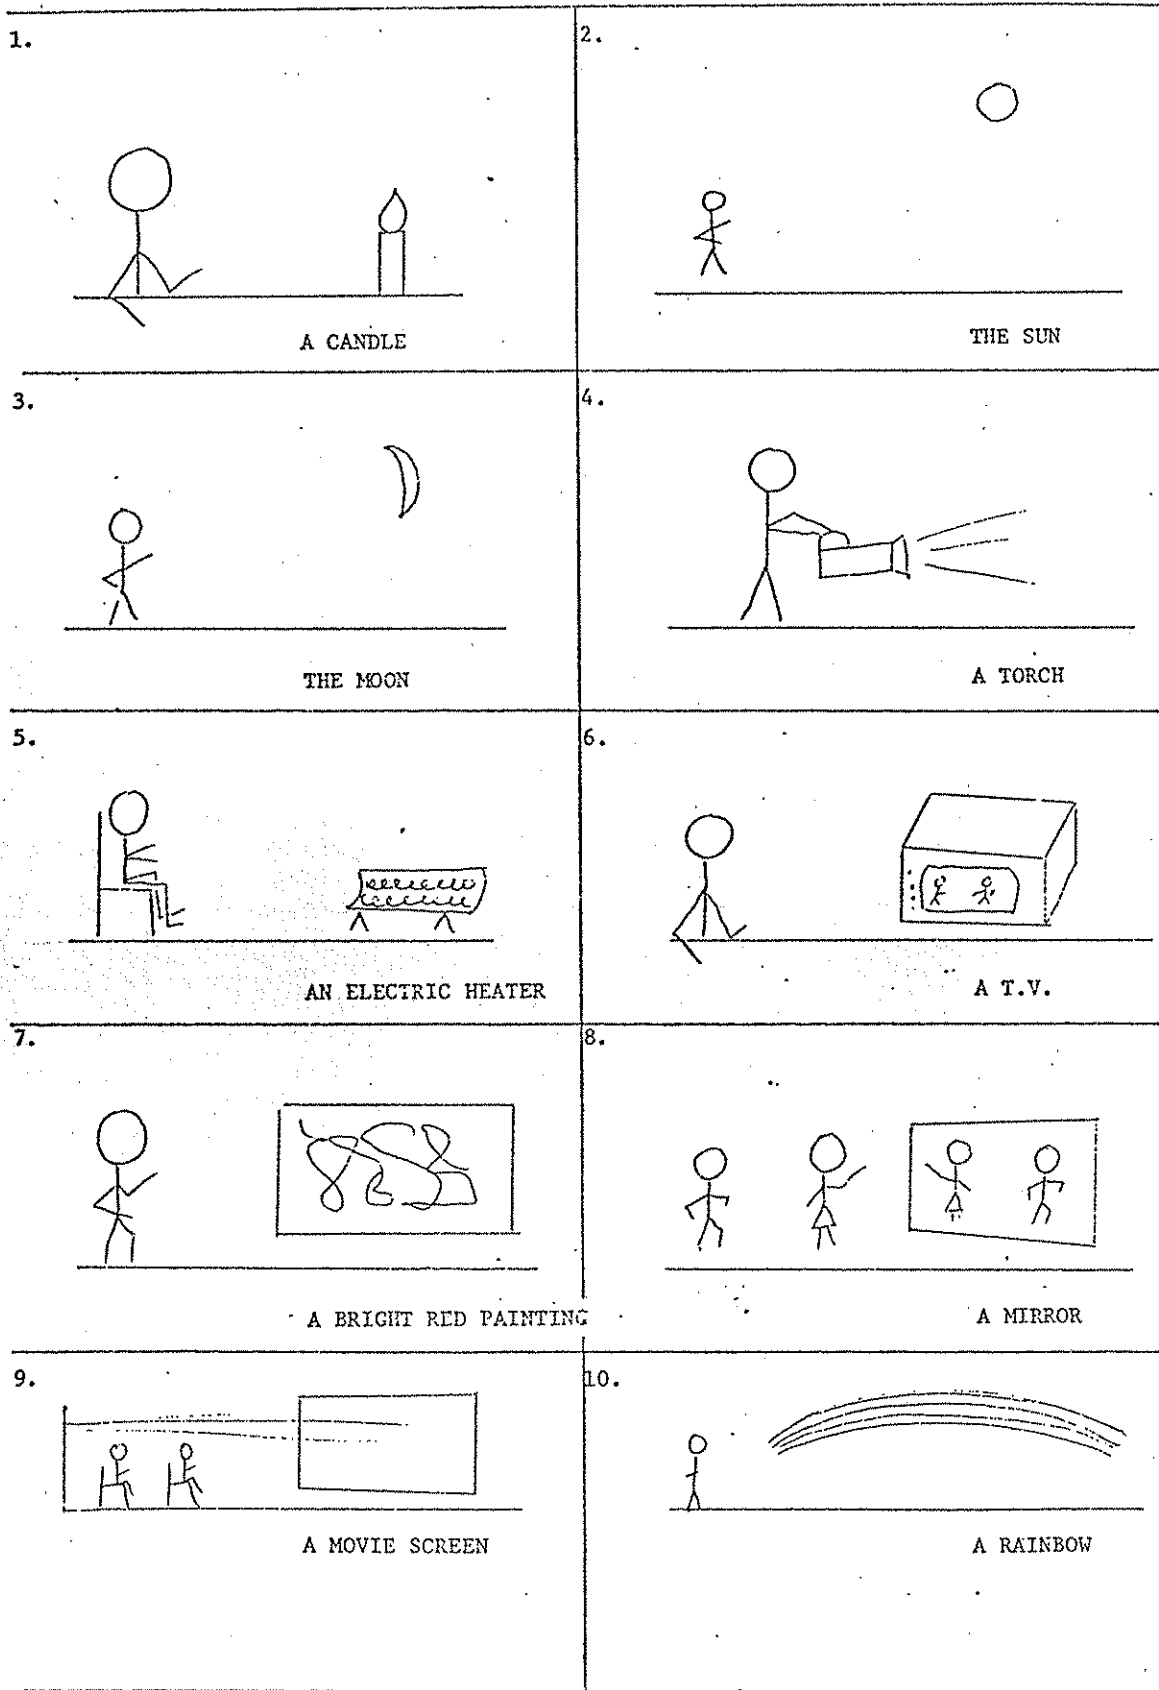 1.
A CANDLE
2.
THE SUN
3.
THE MOON
4.
A TORCH
5.
AN ELECTRIC HEATER
6.
A T.V.
7.
A BRIGHT RED PAINTING
8.
A MIRROR
9.
A MOVIE SCREEN
10.
A RAINBOW